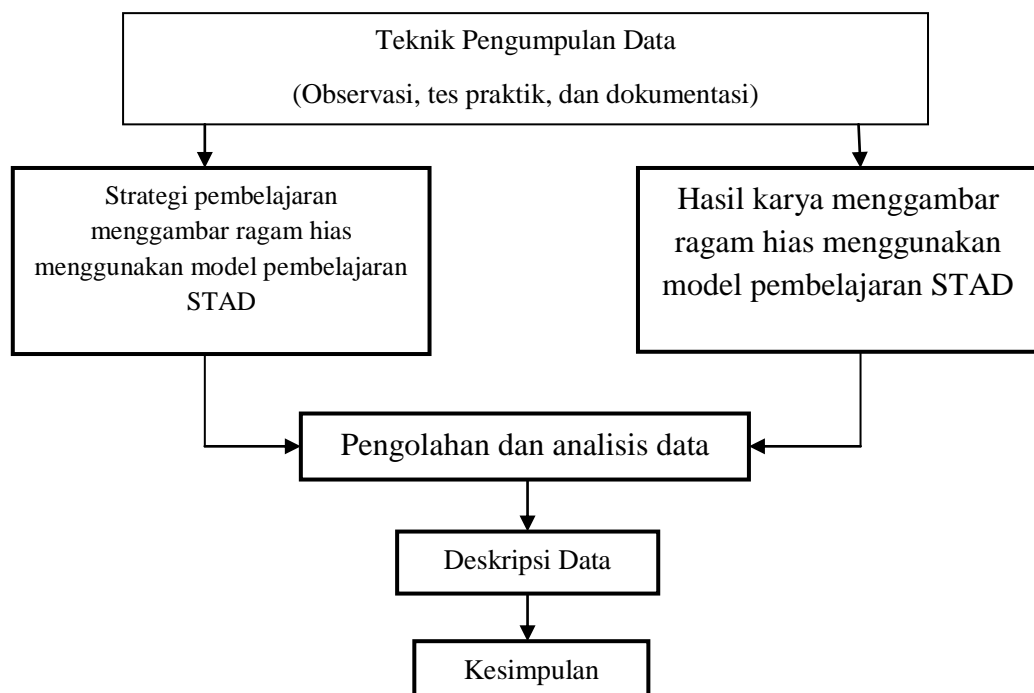 Teknik Pengumpulan Data
(Observasi, tes praktik, dan dokumentasi)
Strategi pembelajaran
menggambar ragam hias
menggunakan model pembelajaran
STAD
Hasil karya menggambar
ragam hias menggunakan
model pembelajaran STAD
Pengolahan dan analisis data
Deskripsi Data
Kesimpulan